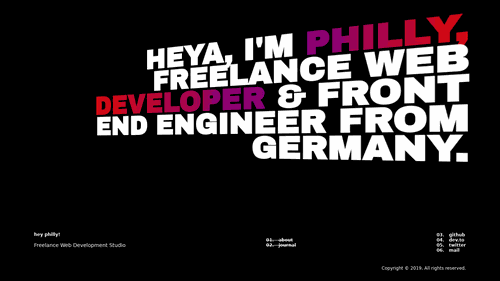 HEYA, I'M PHILLY,
FREELANCE WEB
DEVELOPER & FRONT
END ENGINEER FROM
GERMANY.
hey philly!
Freelance Web Development Studio
01. about
02. journal
03. github
04. dev.to
05. twitter
06. mail
Copyright © 2019. All rights reserved.